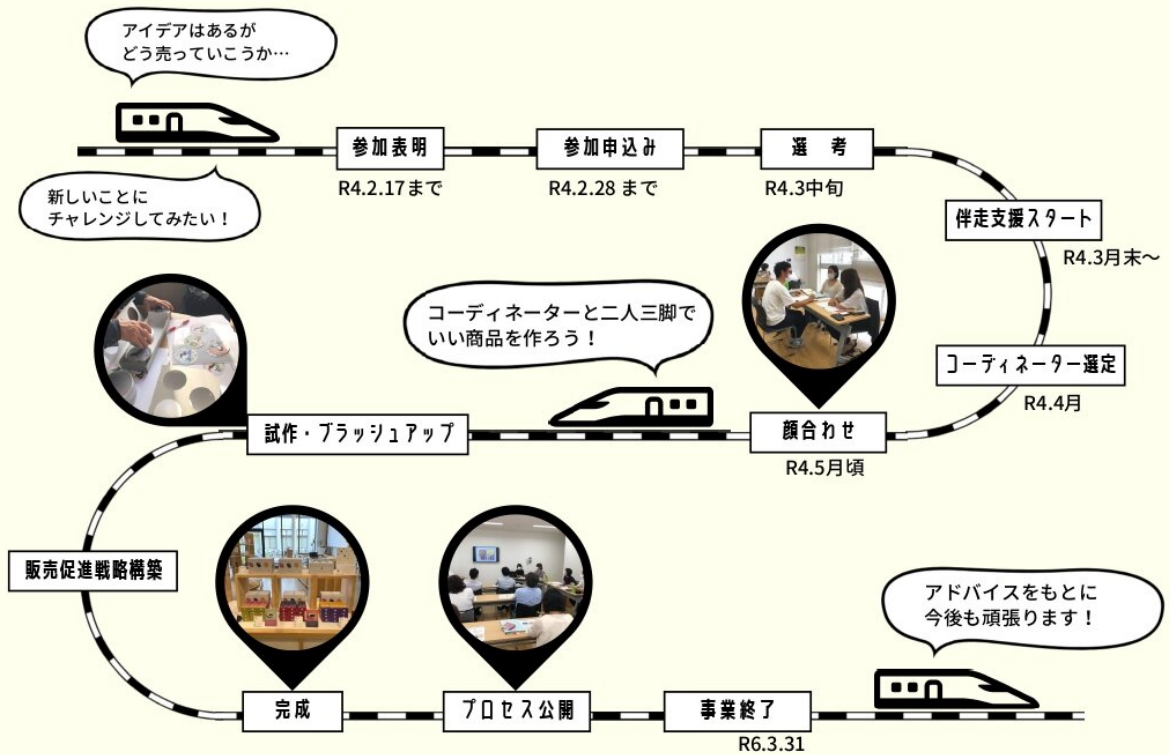 アイデアはあるが
どう売っていこうか…
新しいことに
チャレンジしてみたい！
参加表明
R4.2.17まで
参加申込み
R4.2.28 まで
選 考
R4.3中旬
伴走支援スタート
R4.3月末〜
コーディネーター選定
R4.4月
顔合わせ
R4.5月頃
コーディネーターと二人三脚で
いい商品を作ろう！
試作・ブラッシュアップ
販売促進戦略構築
完成
プロセス公開
事業終了
R6.3.31
アドバイスをもとに
今後も頑張ります！